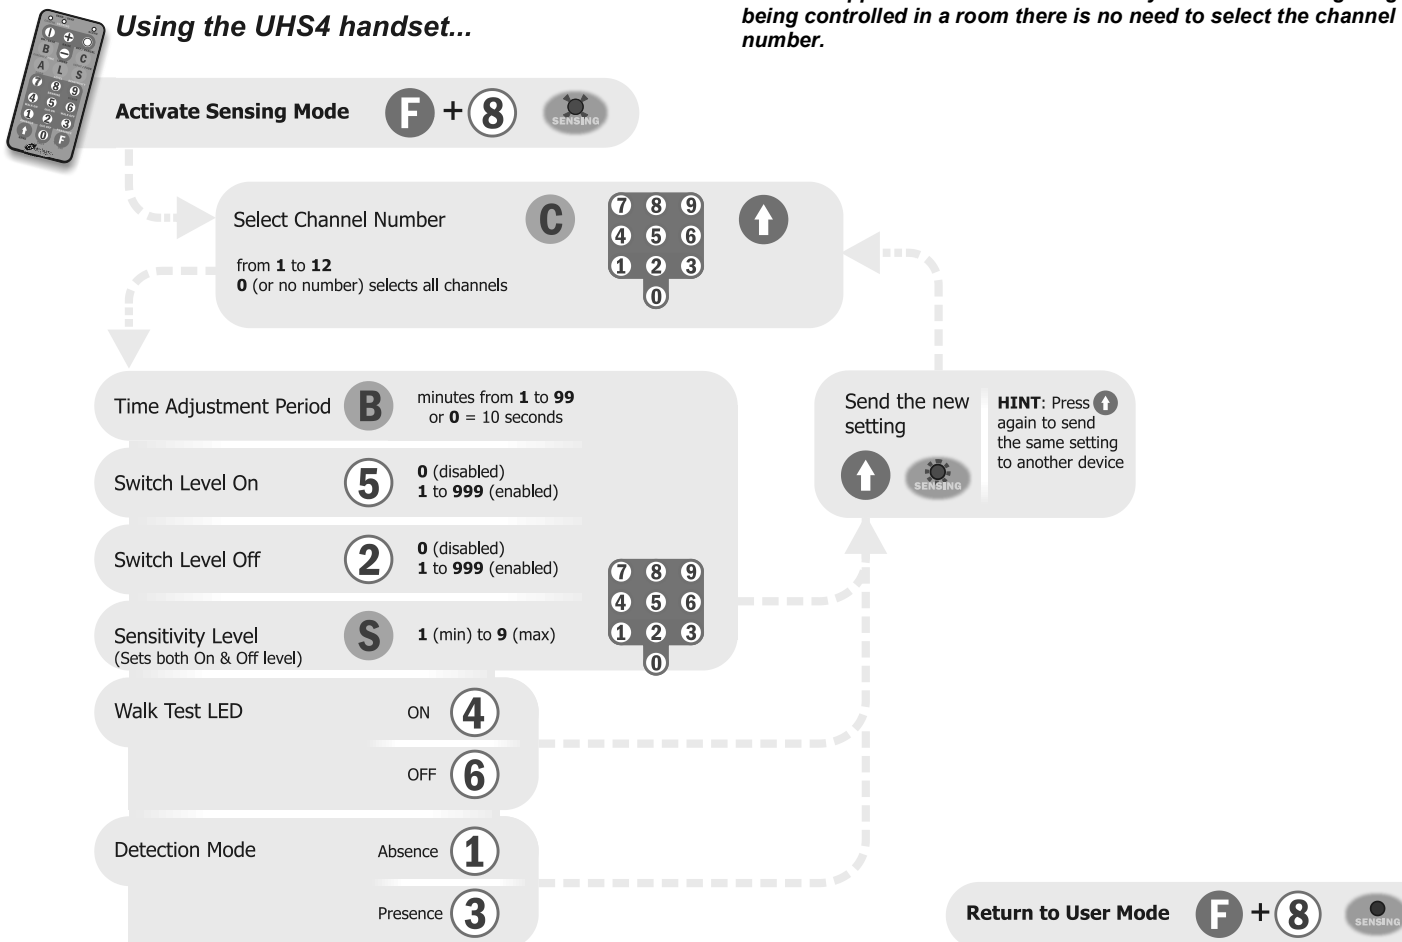 Using the UHS4 handset...
being controlled in a room there is no need to select the channel
number.
Activate Sensing Mode F + 8 SENSING
Select Channel Number C 7 8 9 4 5 6 1 2 3 0
from 1 to 12
0 (or no number) selects all channels
Time Adjustment Period B minutes from 1 to 99
or 0 = 10 seconds
Switch Level On 5 0 (disabled)
1 to 999 (enabled)
Switch Level Off 2 0 (disabled)
1 to 999 (enabled)
Sensitivity Level S 1 (min) to 9 (max)
(Sets both On & Off level)
7 8 9
4 5 6
1 2 3
0
Walk Test LED ON 4
OFF 6
Detection Mode Absence 1
Presence 3
Send the new
setting
SENSING
HINT: Press
again to send
the same setting
to another device
Return to User Mode F + 8 SENSING